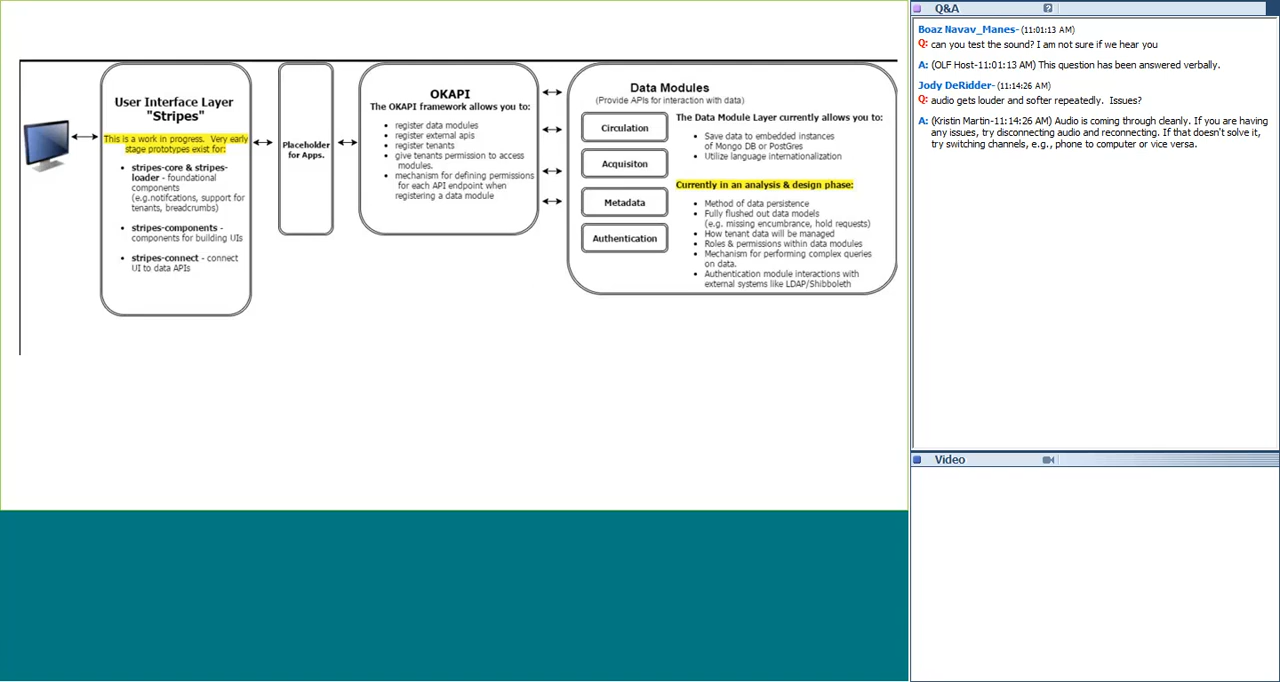 User Interface Layer
"Stripes"
This is a work in progress. Very early
stage prototypes exist for:
• stripes-core & stripes-
loader - foundational
components
(e.g.notifcations, support for
tenants, breadcrumbs)
• stripes-components -
components for building UIs
• stripes-connect - connect
UI to data APIs
Placeholder
for Apps.
OKAPI
The OKAPI framework allows you to:
• register data modules
• register external apis
• register tenants
• give tenants permission to access
modules.
• mechanism for defining permissions
for each API endpoint when
registering a data module
Data Modules
(Provide APIs for interaction with data)
Circulation
Acquisiton
Metadata
Authentication
The Data Module Layer currently allows you to:
• Save data to embedded instances
of Mongo DB or PostGres
• Utilize language internationalization
Currently in an analysis & design phase:
• Method of data persistence
• Fully flushed out data models
(e.g. missing encumbrance, hold requests)
• How tenant data will be managed
• Roles & permissions within data modules
• Mechanism for performing complex queries
on data.
• Authentication module interactions with
external systems like LDAP/Shibboleth
Q&A
?
Boaz Navav_Manes- (11:01:13 AM)
Q: can you test the sound? I am not sure if we hear you
A: (OLF Host-11:01:13 AM) This question has been answered verbally.
Jody DeRidder- (11:14:26 AM)
Q: audio gets louder and softer repeatedly. Issues?
A: (Kristin Martin-11:14:26 AM) Audio is coming through cleanly. If you are having
any issues, try disconnecting audio and reconnecting. If that doesn't solve it,
try switching channels, e.g., phone to computer or vice versa.
Video